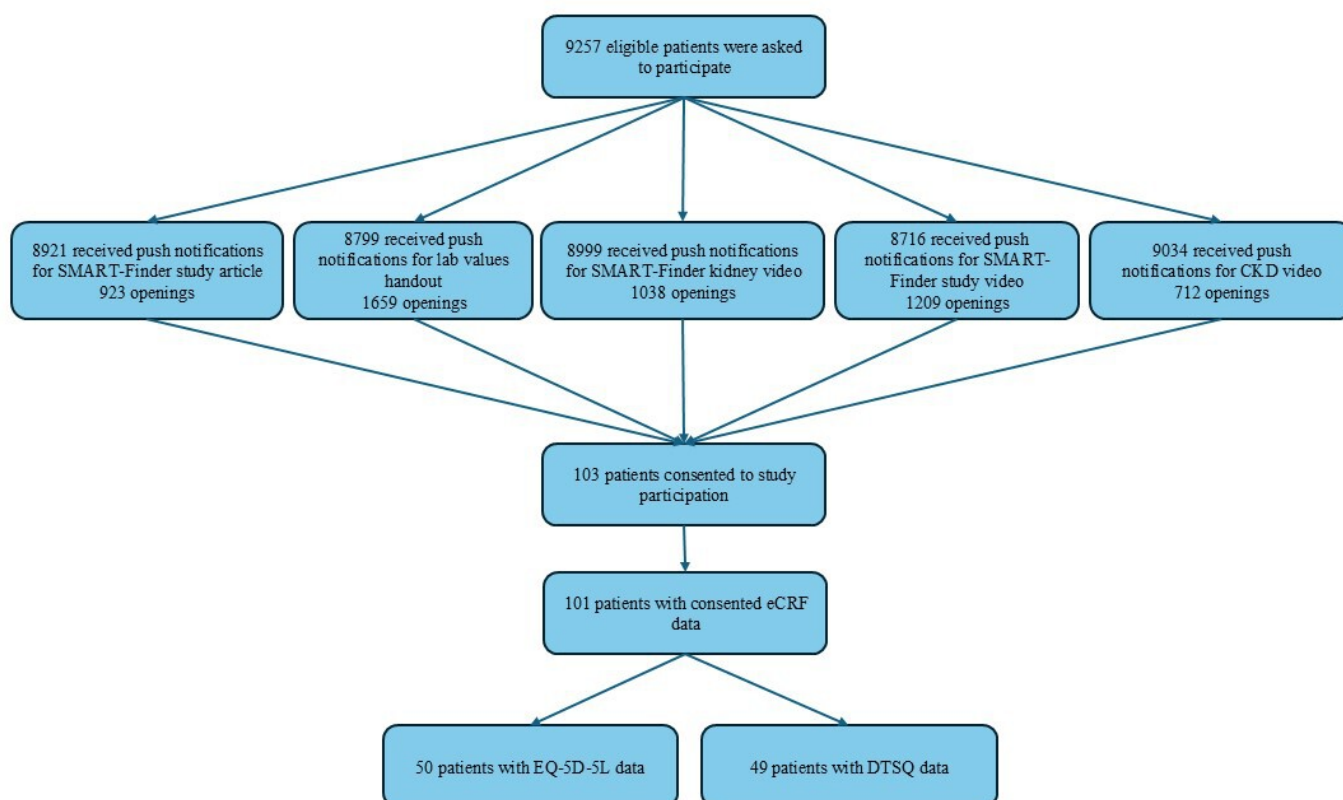 9257 eligible patients were asked
to participate
8921 received push notifications
for SMART-Finder study article
923 openings
8799 received push
notifications for lab values
handout
1659 openings
8999 received push notifications
for SMART-Finder kidney video
1038 openings
8716 received push
notifications for SMART-
Finder study video
1209 openings
9034 received push
notifications for CKD video
712 openings
103 patients consented to study
participation
101 patients with consented eCRF
data
50 patients with EQ-5D-5L data
49 patients with DTSQ data